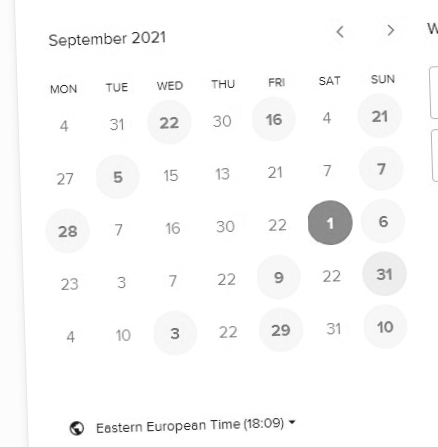 September 2021
W
MON TUE WED THU FRI SAT SUN
4 31 22 30 16 4 21
27 5 15 13 21 7 7
28 7 16 30 22 1 6
23 3 7 22 9 22 31
4 10 3 22 29 31 10
Eastern European Time (18:09)